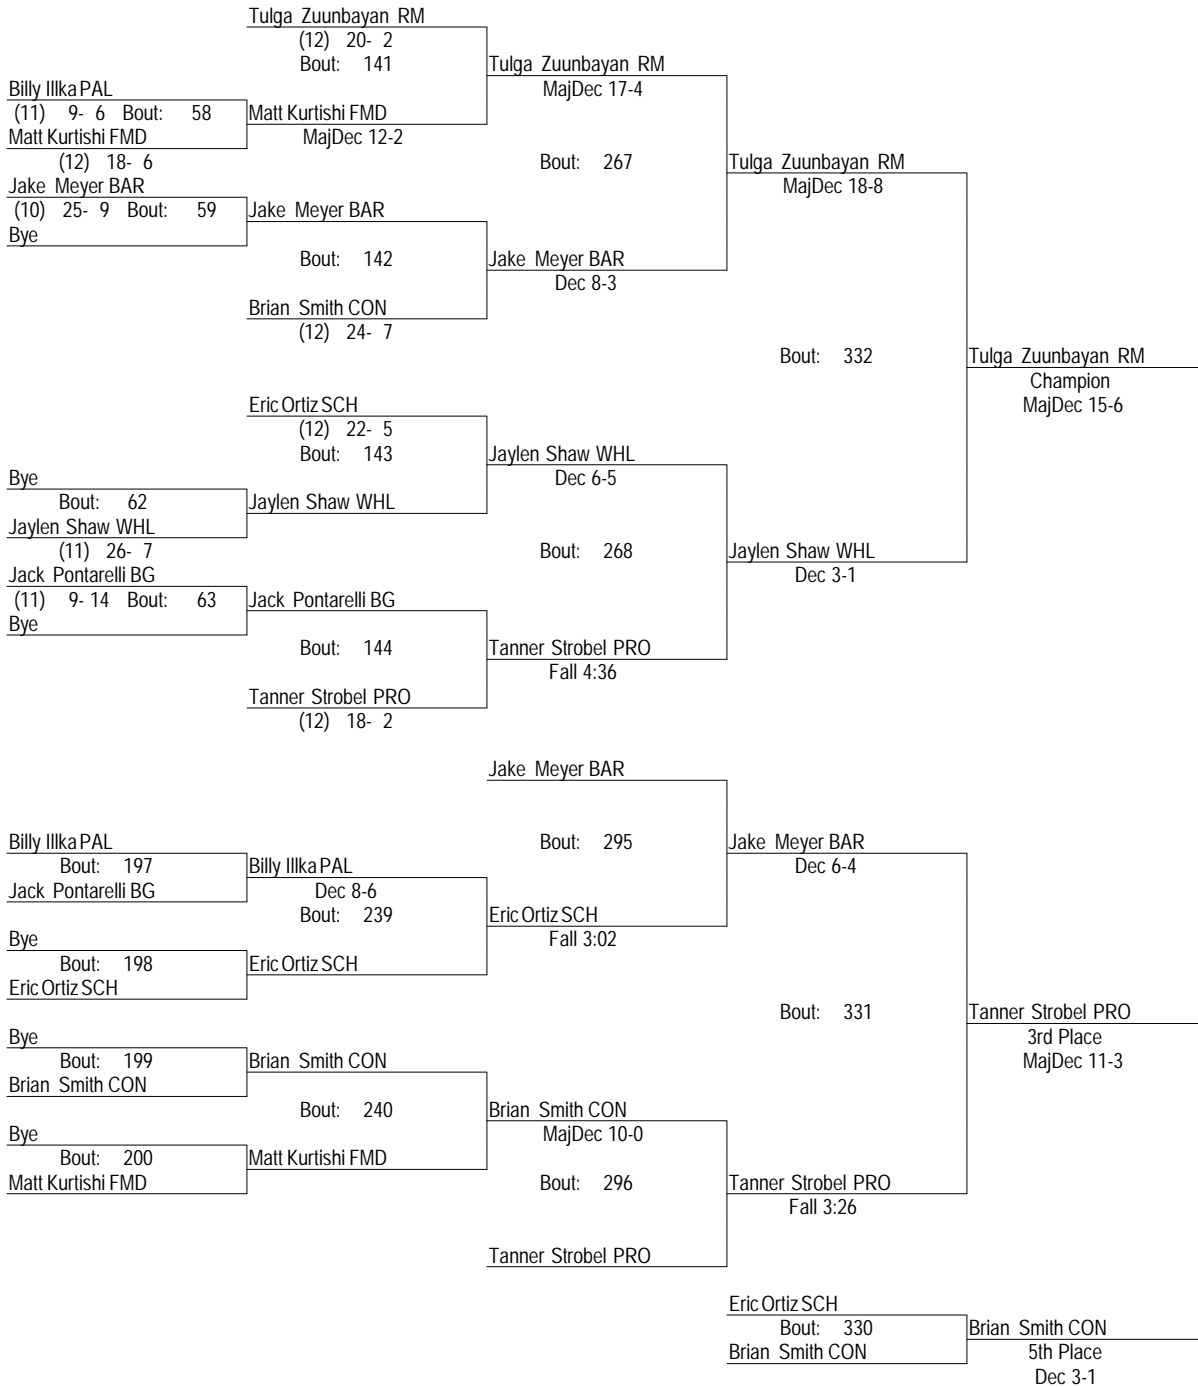 Tulga Zuunbayan RM
(12) 20- 2
Bout: 141
Tulga Zuunbayan RM
MajDec 17-4
Billy Illka PAL
(11) 9- 6 Bout: 58
Matt Kurtishi FMD
MajDec 12-2
Matt Kurtishi FMD
(12) 18- 6
Bout: 267
Tulga Zuunbayan RM
MajDec 18-8
Jake Meyer BAR
(10) 25- 9 Bout: 59
Jake Meyer BAR
Bye
Bout: 142
Jake Meyer BAR
Dec 8-3
Brian Smith CON
(12) 24- 7
Bout: 332
Tulga Zuunbayan RM
Champion
MajDec 15-6
Eric Ortiz SCH
(12) 22- 5
Bout: 143
Jaylen Shaw WHL
Dec 6-5
Bye
Bout: 62
Jaylen Shaw WHL
Jaylen Shaw WHL
(11) 26- 7
Bout: 268
Jaylen Shaw WHL
Dec 3-1
Jack Pontarelli BG
(11) 9- 14 Bout: 63
Jack Pontarelli BG
Bye
Bout: 144
Tanner Strobel PRO
Fall 4:36
Tanner Strobel PRO
(12) 18- 2
Jake Meyer BAR
Bout: 295
Jake Meyer BAR
Dec 6-4
Billy Illka PAL
Bout: 197
Billy Illka PAL
Dec 8-6
Jack Pontarelli BG
Bout: 239
Eric Ortiz SCH
Fall 3:02
Bye
Bout: 198
Eric Ortiz SCH
Eric Ortiz SCH
Bout: 331
Tanner Strobel PRO
3rd Place
MajDec 11-3
Bye
Bout: 199
Brian Smith CON
Brian Smith CON
Bout: 240
Brian Smith CON
MajDec 10-0
Bye
Bout: 200
Matt Kurtishi FMD
Matt Kurtishi FMD
Bout: 296
Tanner Strobel PRO
Fall 3:26
Tanner Strobel PRO
Eric Ortiz SCH
Bout: 330
Brian Smith CON
Brian Smith CON
5th Place
Dec 3-1